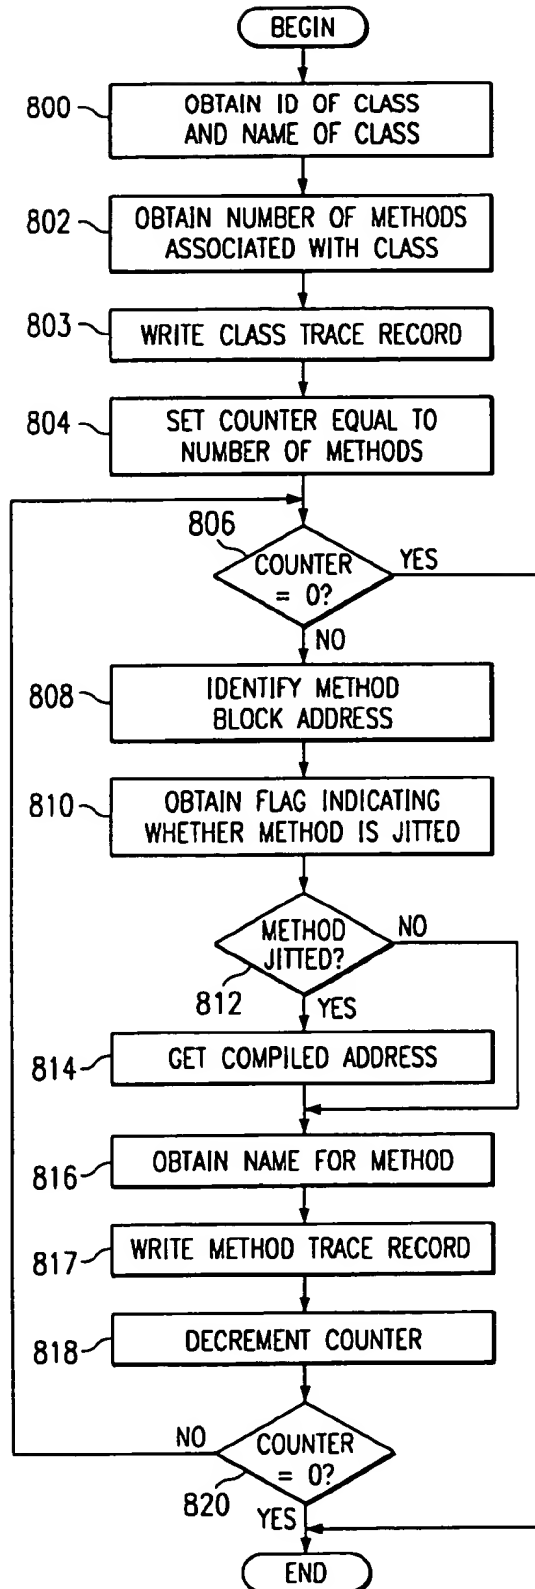 BEGIN
800
OBTAIN ID OF CLASS
AND NAME OF CLASS
802
OBTAIN NUMBER OF METHODS
ASSOCIATED WITH CLASS
803
WRITE CLASS TRACE RECORD
804
SET COUNTER EQUAL TO
NUMBER OF METHODS
806
COUNTER
= 0?
YES
NO
808
IDENTIFY METHOD
BLOCK ADDRESS
810
OBTAIN FLAG INDICATING
WHETHER METHOD IS JITTED
METHOD
JITTED?
NO
812
YES
814
GET COMPILED ADDRESS
816
OBTAIN NAME FOR METHOD
817
WRITE METHOD TRACE RECORD
818
DECREMENT COUNTER
NO
COUNTER
= 0?
820
YES
END